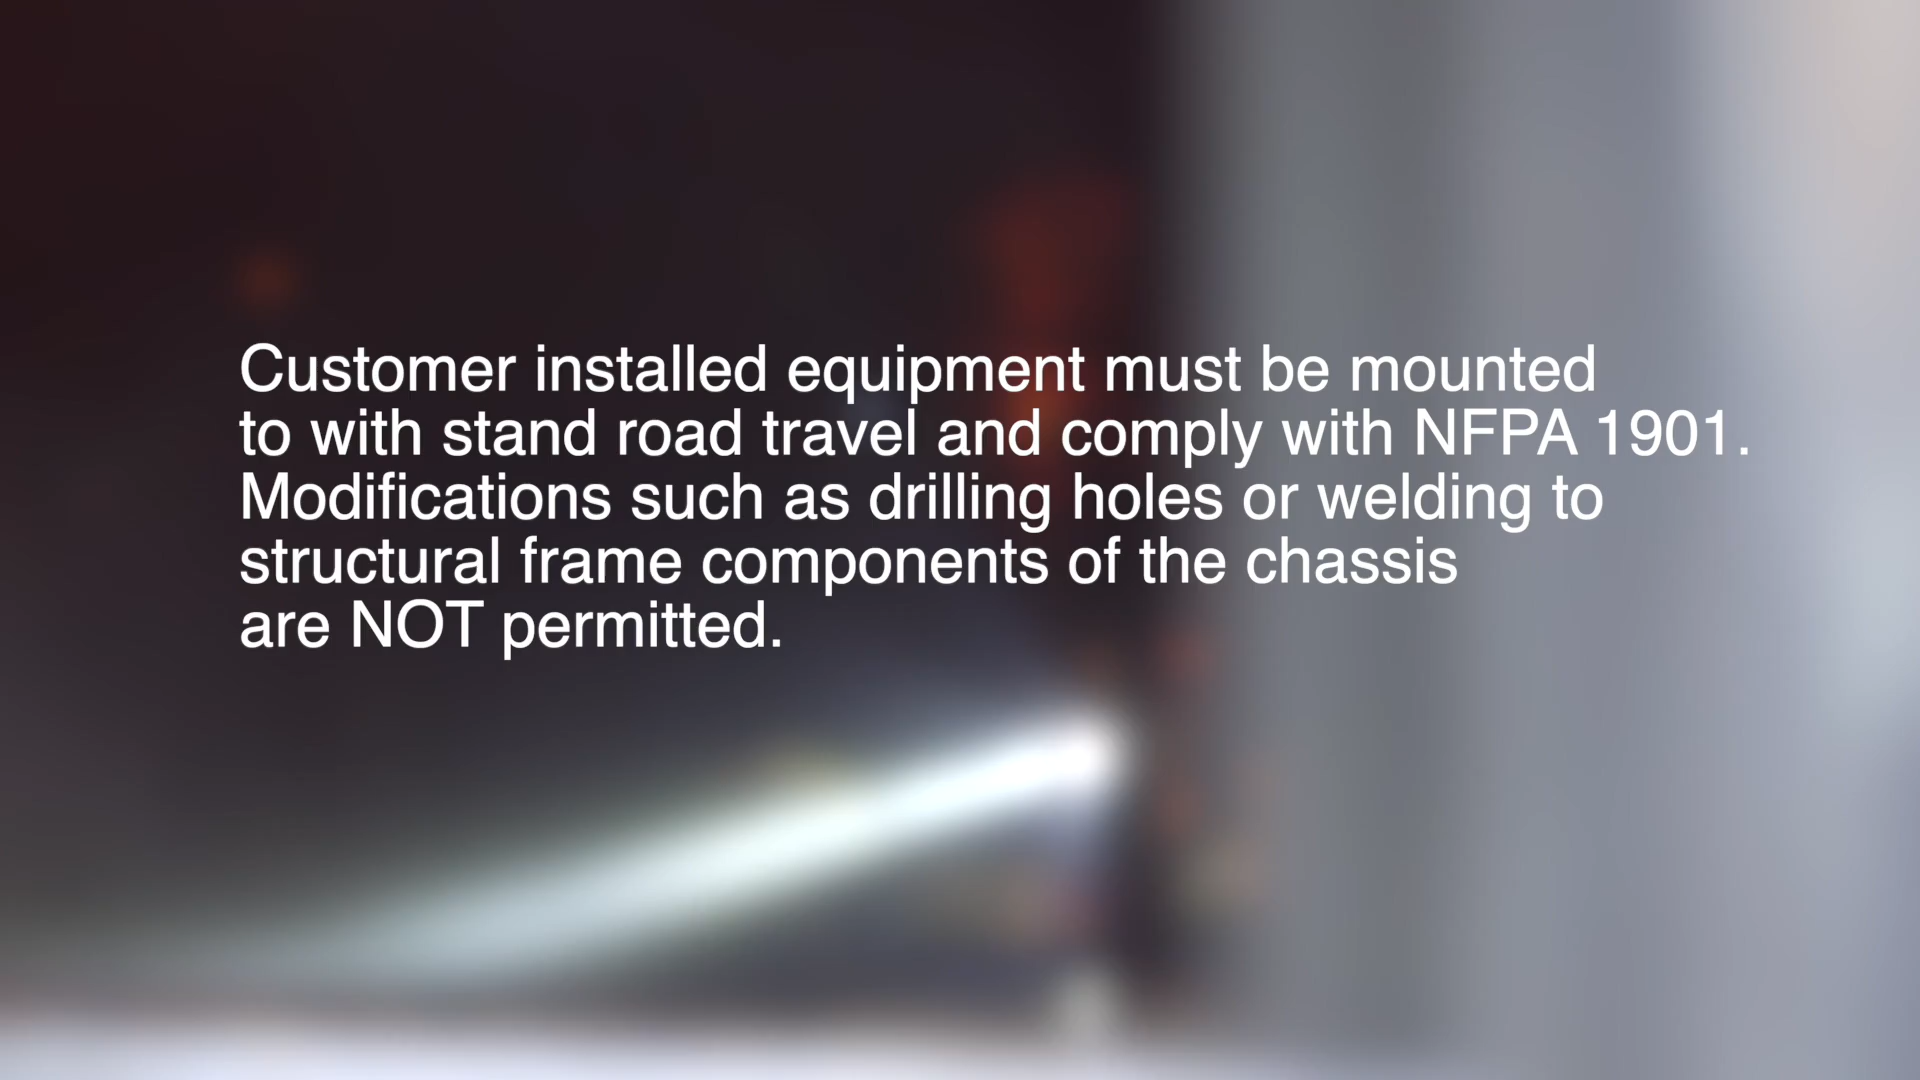 Customer installed equipment must be mounted
to with stand road travel and comply with NFPA 1901.
Modifications such as drilling holes or welding to
structural frame components of the chassis
are NOT permitted.